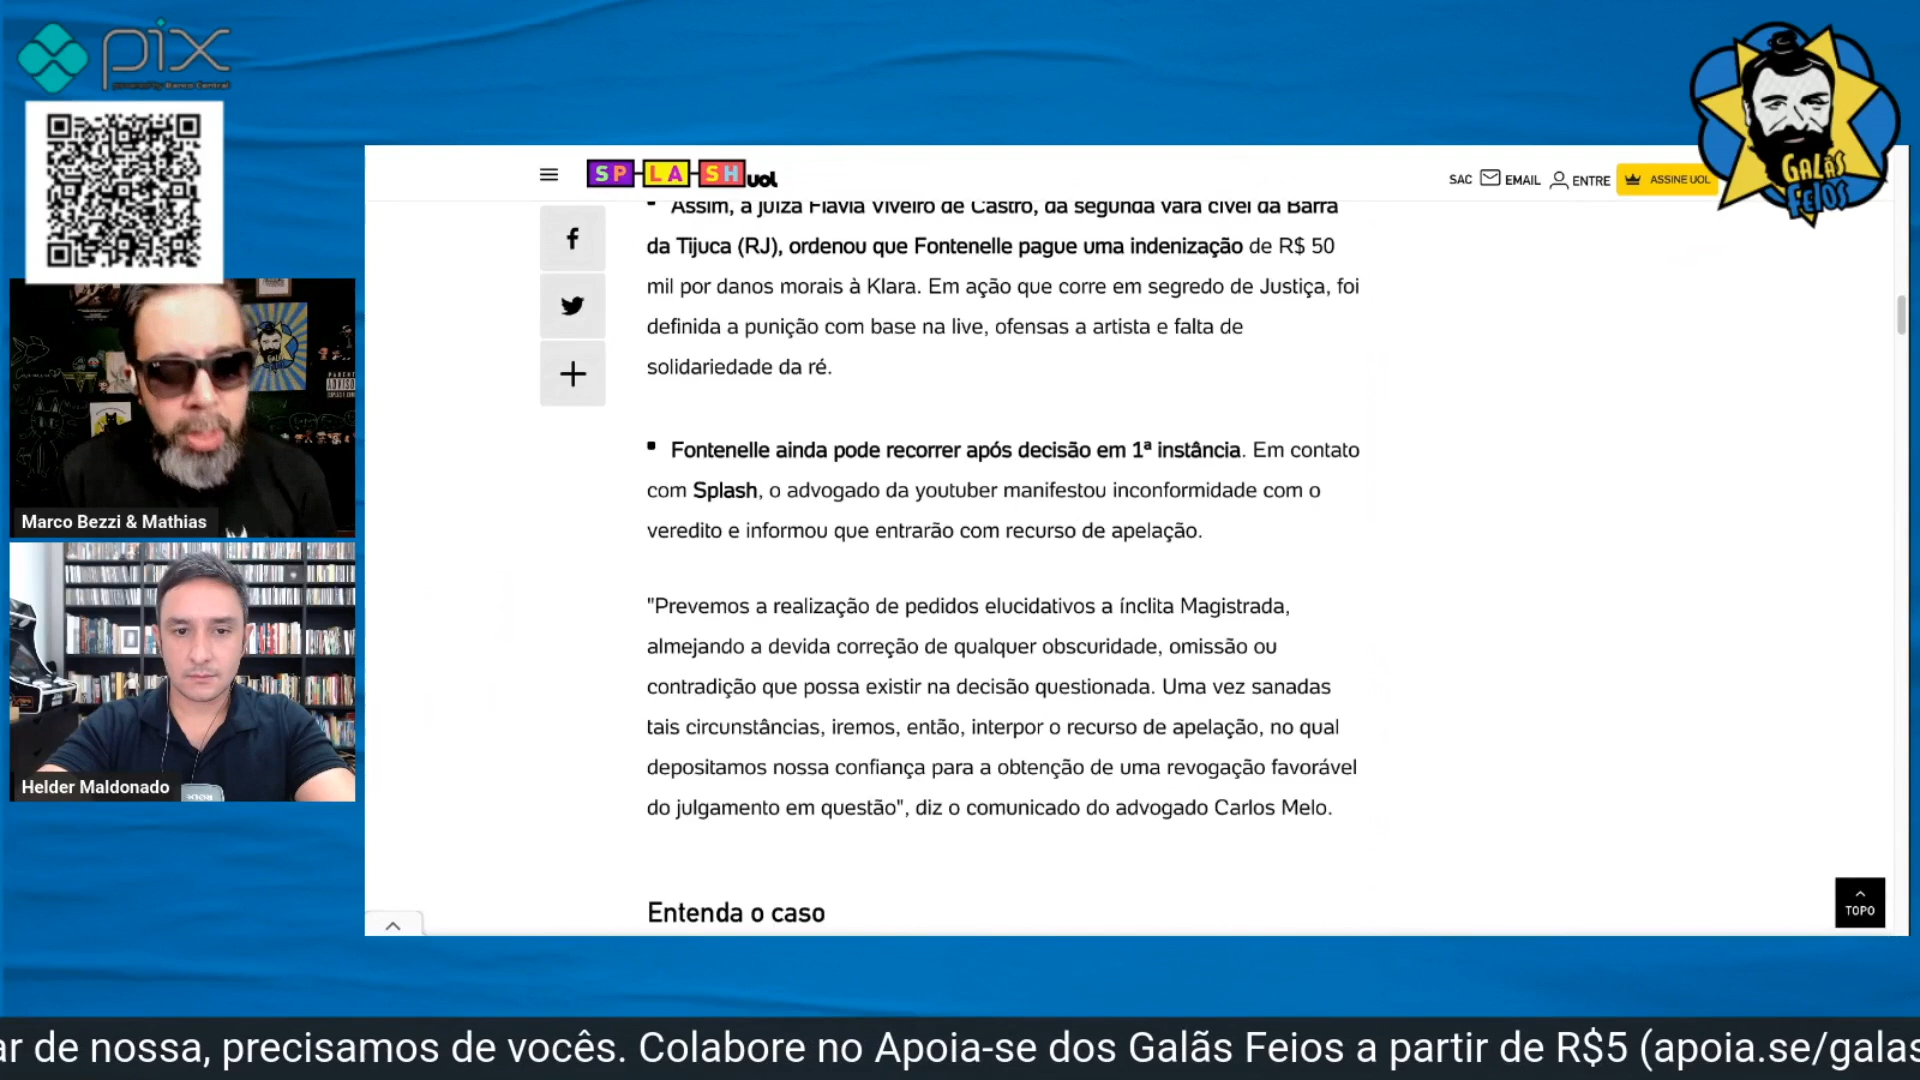 pix
powered by Banco Central
GALÃS
FEIOS
SPLASH uol
SAC EMAIL ENTRE ASSINE UOL
Assim, a juíza Flávia Viveiro de Castro, da segunda vara cível da Barra
da Tijuca (RJ), ordenou que Fontenelle pague uma indenização de R$ 50
mil por danos morais à Klara. Em ação que corre em segredo de Justiça, foi
definida a punição com base na live, ofensas a artista e falta de
solidariedade da ré.
Fontenelle ainda pode recorrer após decisão em 1ª instância. Em contato
com Splash, o advogado da youtuber manifestou inconformidade com o
veredito e informou que entrarão com recurso de apelação.
"Prevemos a realização de pedidos elucidativos a ínclita Magistrada,
almejando a devida correção de qualquer obscuridade, omissão ou
contradição que possa existir na decisão questionada. Uma vez sanadas
tais circunstâncias, iremos, então, interpor o recurso de apelação, no qual
depositamos nossa confiança para a obtenção de uma revogação favorável
do julgamento em questão", diz o comunicado do advogado Carlos Melo.
Entenda o caso
TOPO
Marco Bezzi & Mathias
Helder Maldonado
ar de nossa, precisamos de vocês. Colabore no Apoia-se dos Galãs Feios a partir de R$5 (apoia.se/galas